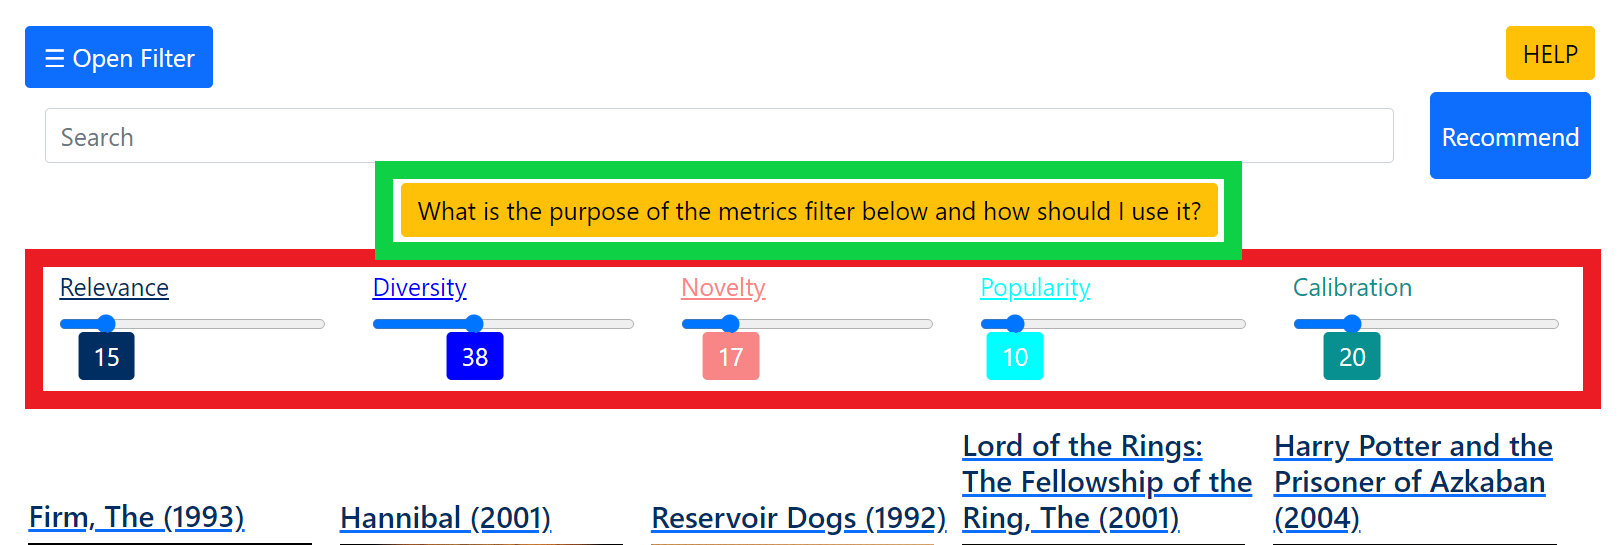 ☰ Open Filter
HELP
Search
Recommend
What is the purpose of the metrics filter below and how should I use it?
Relevance
Diversity
Novelty
Popularity
Calibration
15
38
17
10
20
Firm, The (1993)
Hannibal (2001)
Reservoir Dogs (1992)
Lord of the Rings:
The Fellowship of the
Ring, The (2001)
Harry Potter and the
Prisoner of Azkaban
(2004)